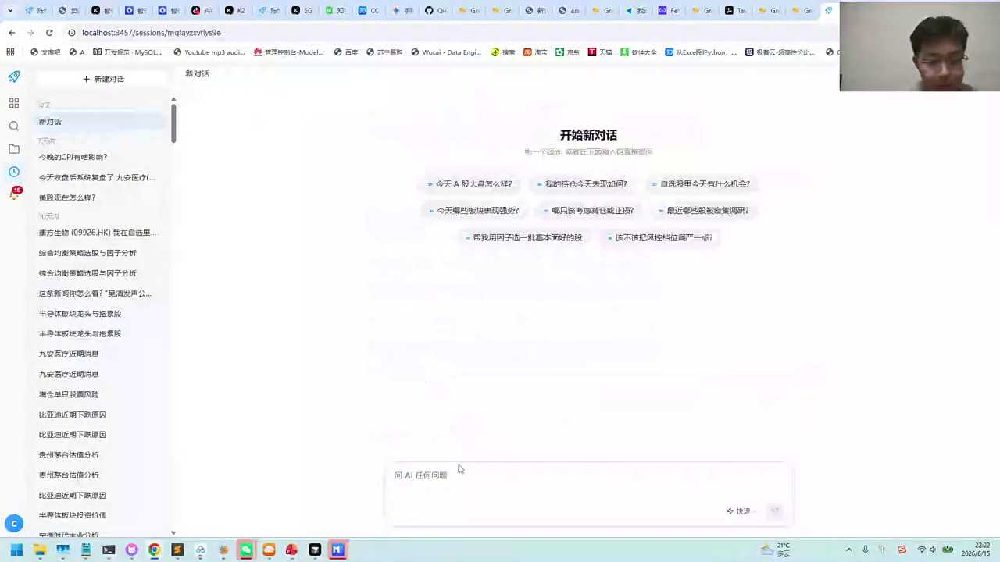 localhost:3457/sessions/mqfayzxvflys9e
文库吧
A
开发规范 - MySQL...
Youtube mp3 audi...
管理控制台-Model...
百度
苏宁易购
Wucai - Data Engi...
搜索
淘宝
京东
天猫
软件大全
从Excel到Python：...
极客云-超高性价比...
+ 新建对话
新对话
今天
新对话
7天内
今晚的CPI有啥影响?
今天收盘后系统复盘了 九安医疗(...
美股现在怎么样?
康方生物 (09926.HK) 我在自选里...
综合均衡策略选股与因子分析
综合均衡策略选股与因子分析
这条新闻你怎么看? "吴清发声公...
半导体板块龙头与拖累股
半导体板块龙头与拖累股
九安医疗近期消息
九安医疗近期消息
满仓单只股票风险
比亚迪近期下跌原因
比亚迪近期下跌原因
贵州茅台估值分析
贵州茅台估值分析
比亚迪近期下跌原因
半导体板块投资价值
宁德时代主业分析
16
C
开始新对话
今天 A 股大盘怎么样?
我的持仓今天表现如何?
自选股里今天有什么机会?
今天哪些板块表现强势?
哪只该考虑减仓或止损?
最近哪些股被密集调研?
帮我用因子选一批基本面好的股
该不该把风控档位调严一点?
问 AI 任何问题
快速
21°C
多云
22:22
2026/6/15